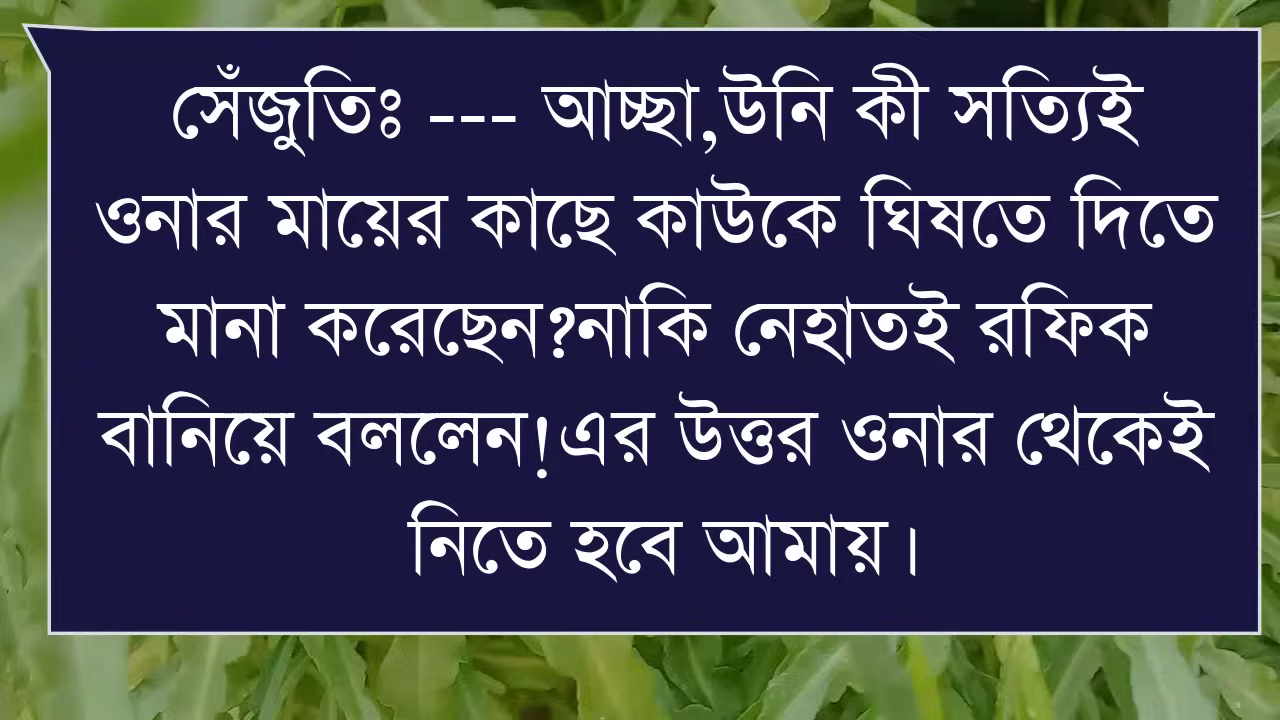 সেঁজুতিঃ --- আচ্ছা,উনি কী সত্যিই
ওনার মায়ের কাছে কাউকে ঘিষতে দিতে
মানা করেছেন?নাকি নেহাতই রফিক
বানিয়ে বললেন!এর উত্তর ওনার থেকেই
নিতে হবে আমায়।